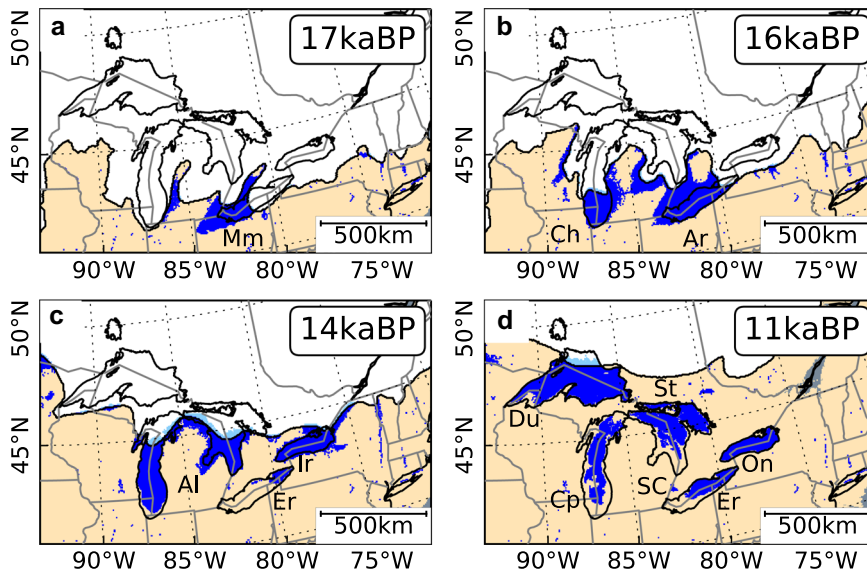 a
17kaBP
50°N
45°N
Mm
500km
90°W 85°W 80°W 75°W
b
16kaBP
50°N
45°N
Ch
Ar
500km
90°W 85°W 80°W 75°W
c
14kaBP
50°N
45°N
Al
Ir
Er
500km
90°W 85°W 80°W 75°W
d
11kaBP
50°N
45°N
St
Du
On
SC
Cp
Er
500km
90°W 85°W 80°W 75°W